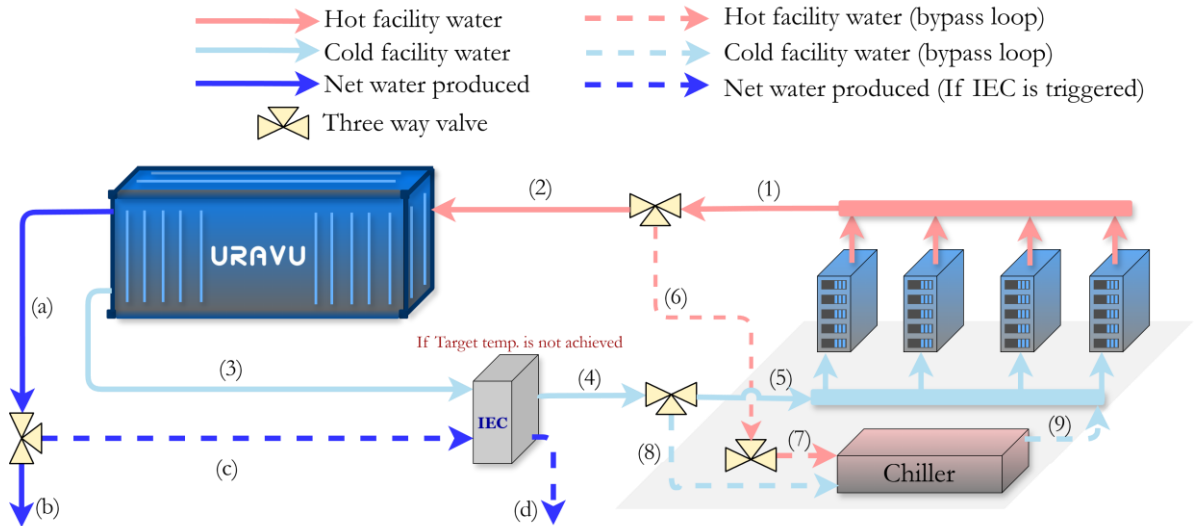 Hot facility water
Hot facility water (bypass loop)
Cold facility water
Cold facility water (bypass loop)
Net water produced
Net water produced (If IEC is triggered)
Three way valve
(2)
(1)
URAVU
(a)
(6)
If Target temp. is not achieved
(3)
(4)
(5)
IEC
(c)
(8)
(7)
(9)
Chiller
(b)
(d)